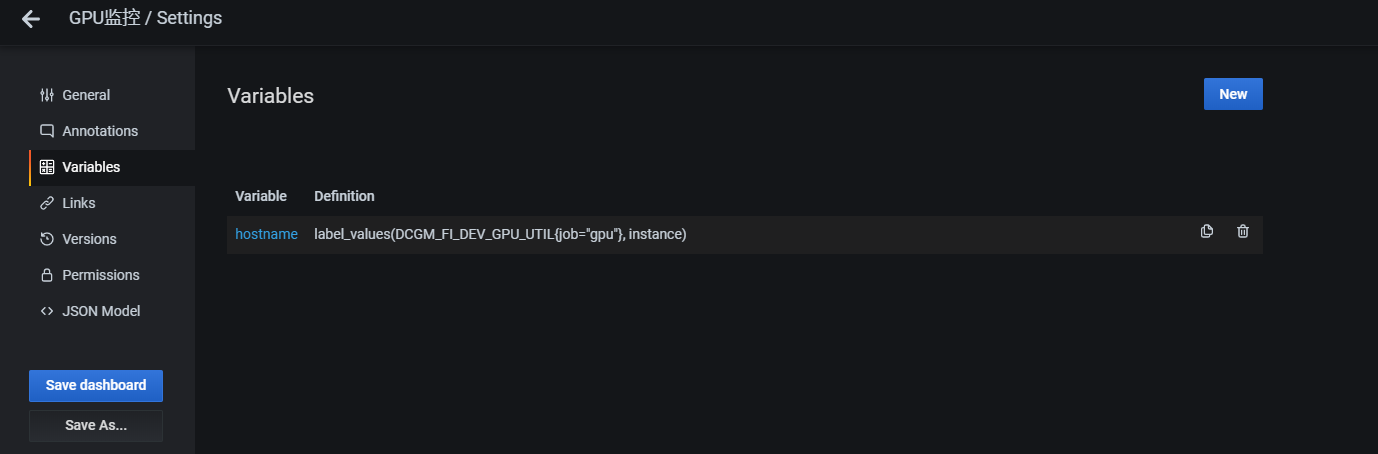 GPU监控 / Settings
General
Annotations
Variables
Links
Versions
Permissions
JSON Model
Save dashboard
Save As...
Variables
New
Variable Definition
hostname label_values(DCGM_FI_DEV_GPU_UTIL{job="gpu"}, instance)